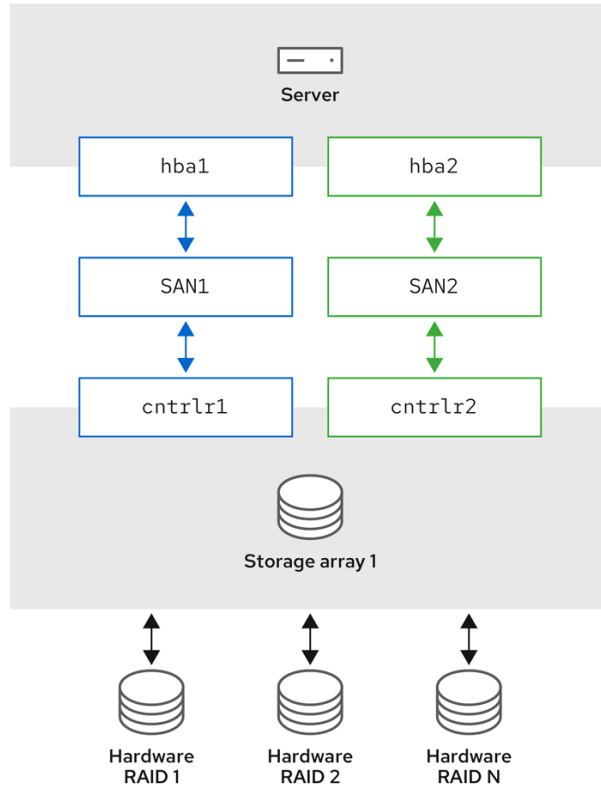 Server
hba1
hba2
SAN1
SAN2
cntrlr1
cntrlr2
Storage array 1
Hardware
RAID 1
Hardware
RAID 2
Hardware
RAID N